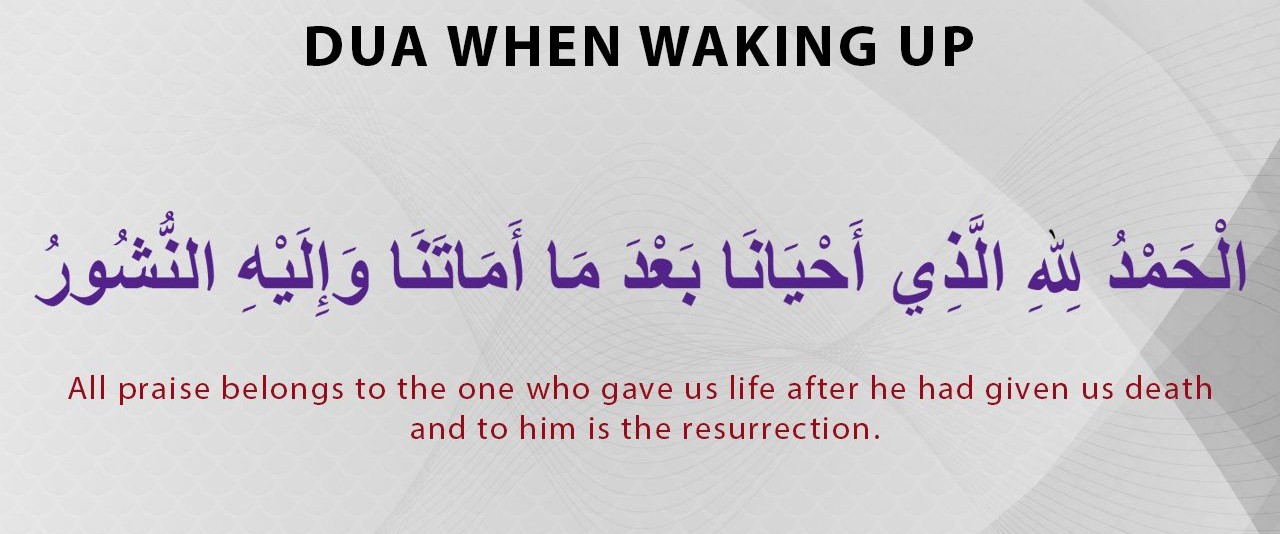 DUA WHEN WAKING UP
الْحَمْدُ لِلّٰهِ الَّذِي أَحْيَانَا بَعْدَ مَا أَمَاتَنَا وَإِلَيْهِ النُّشُورُ
All praise belongs to the one who gave us life after he had given us death
and to him is the resurrection.